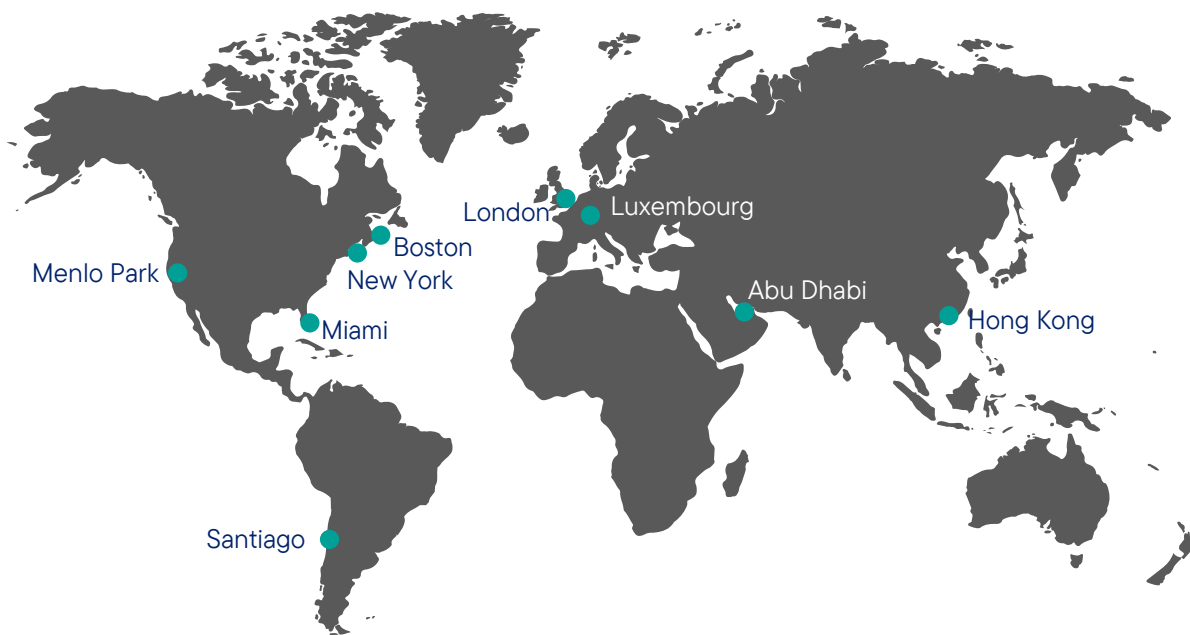 London
Luxembourg
Boston
New York
Menlo Park
Abu Dhabi
Miami
Hong Kong
Santiago